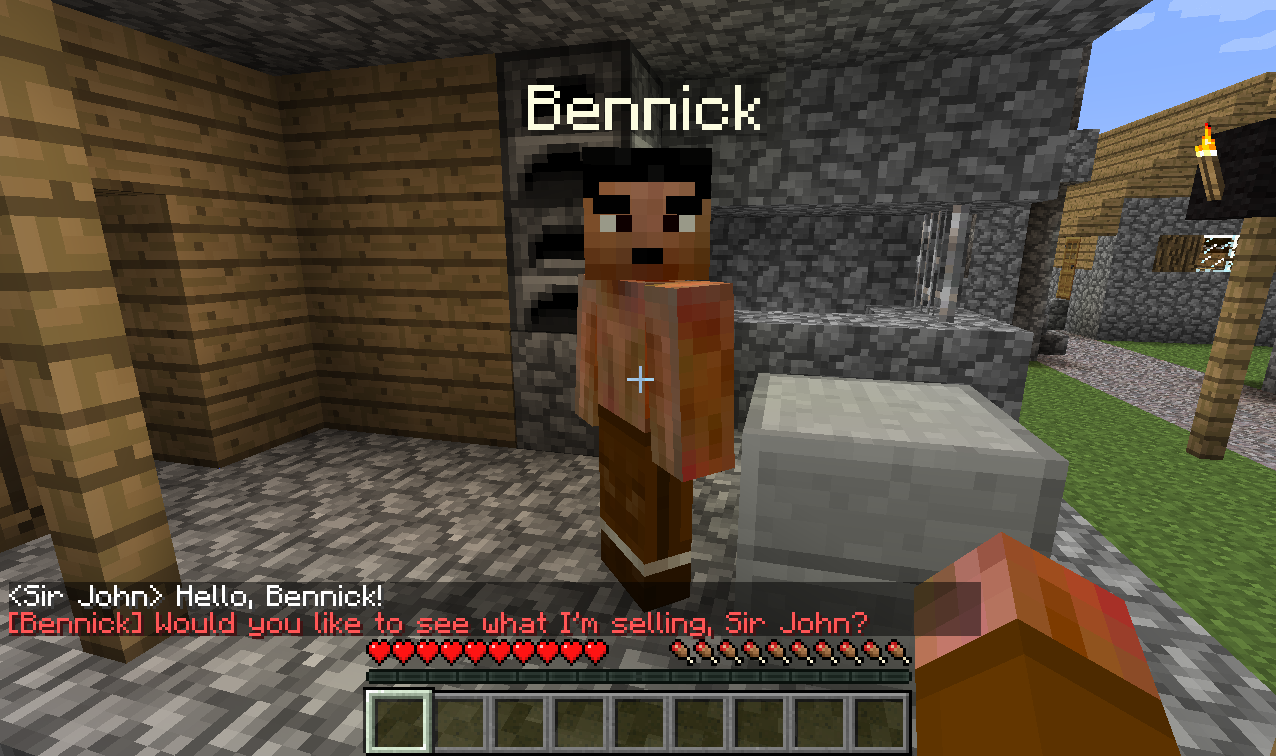 Bennick
<Sir John> Hello, Bennick!
[Bennick] Would you like to see what I'm selling, Sir John?